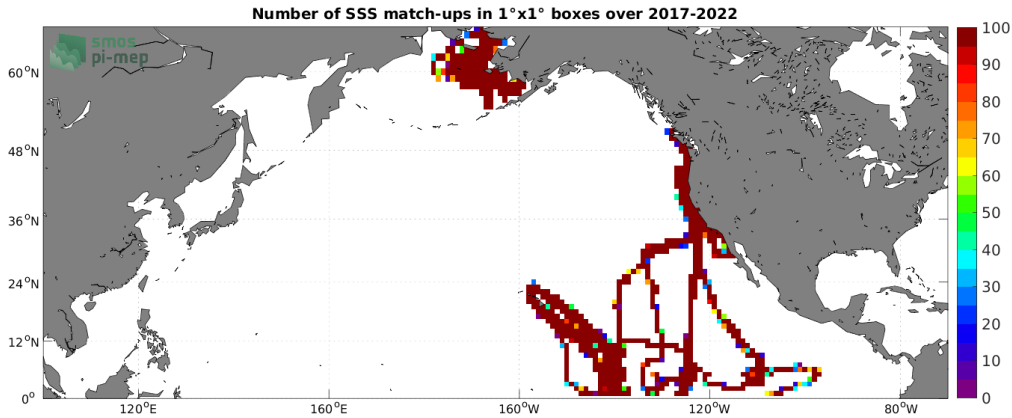 Number of SSS match-ups in 1°x1° boxes over 2017-2022
smos
pi-mep
60°N
48°N
36°N
24°N
12°N
0°
120°E
160°E
160°W
120°W
80°W
100
90
80
70
60
50
40
30
20
10
0